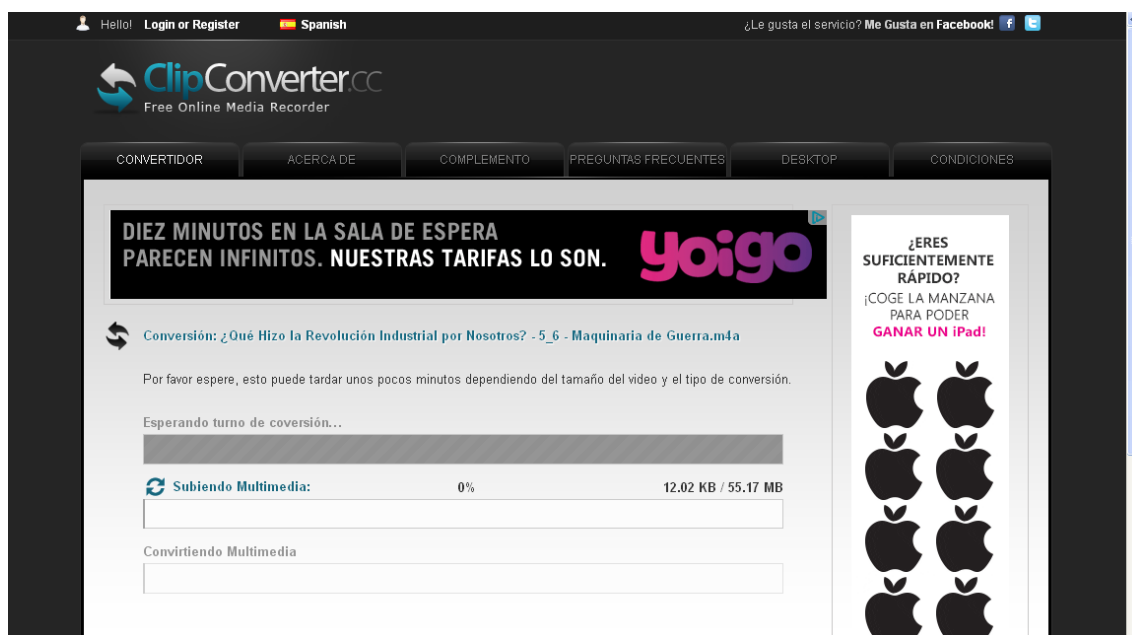 Hello! Login or Register Spanish ¿Le gusta el servicio? Me Gusta en Facebook!
ClipConverter.cc
Free Online Media Recorder
CONVERTIDOR ACERCA DE COMPLEMENTO PREGUNTAS FRECUENTES DESKTOP CONDICIONES
DIEZ MINUTOS EN LA SALA DE ESPERA
PARECEN INFINITOS. NUESTRAS TARIFAS LO SON.
yoigo
¿ERES
SUFICIENTEMENTE
RÁPIDO?
¡COGE LA MANZANA
PARA PODER
GANAR UN iPad!
Conversión: ¿Qué Hizo la Revolución Industrial por Nosotros? - 5_6 - Maquinaria de Guerra.m4a
Por favor espere, esto puede tardar unos pocos minutos dependiendo del tamaño del video y el tipo de conversión.
Esperando turno de coversión...
Subiendo Multimedia: 0% 12.02 KB / 55.17 MB
Convirtiendo Multimedia